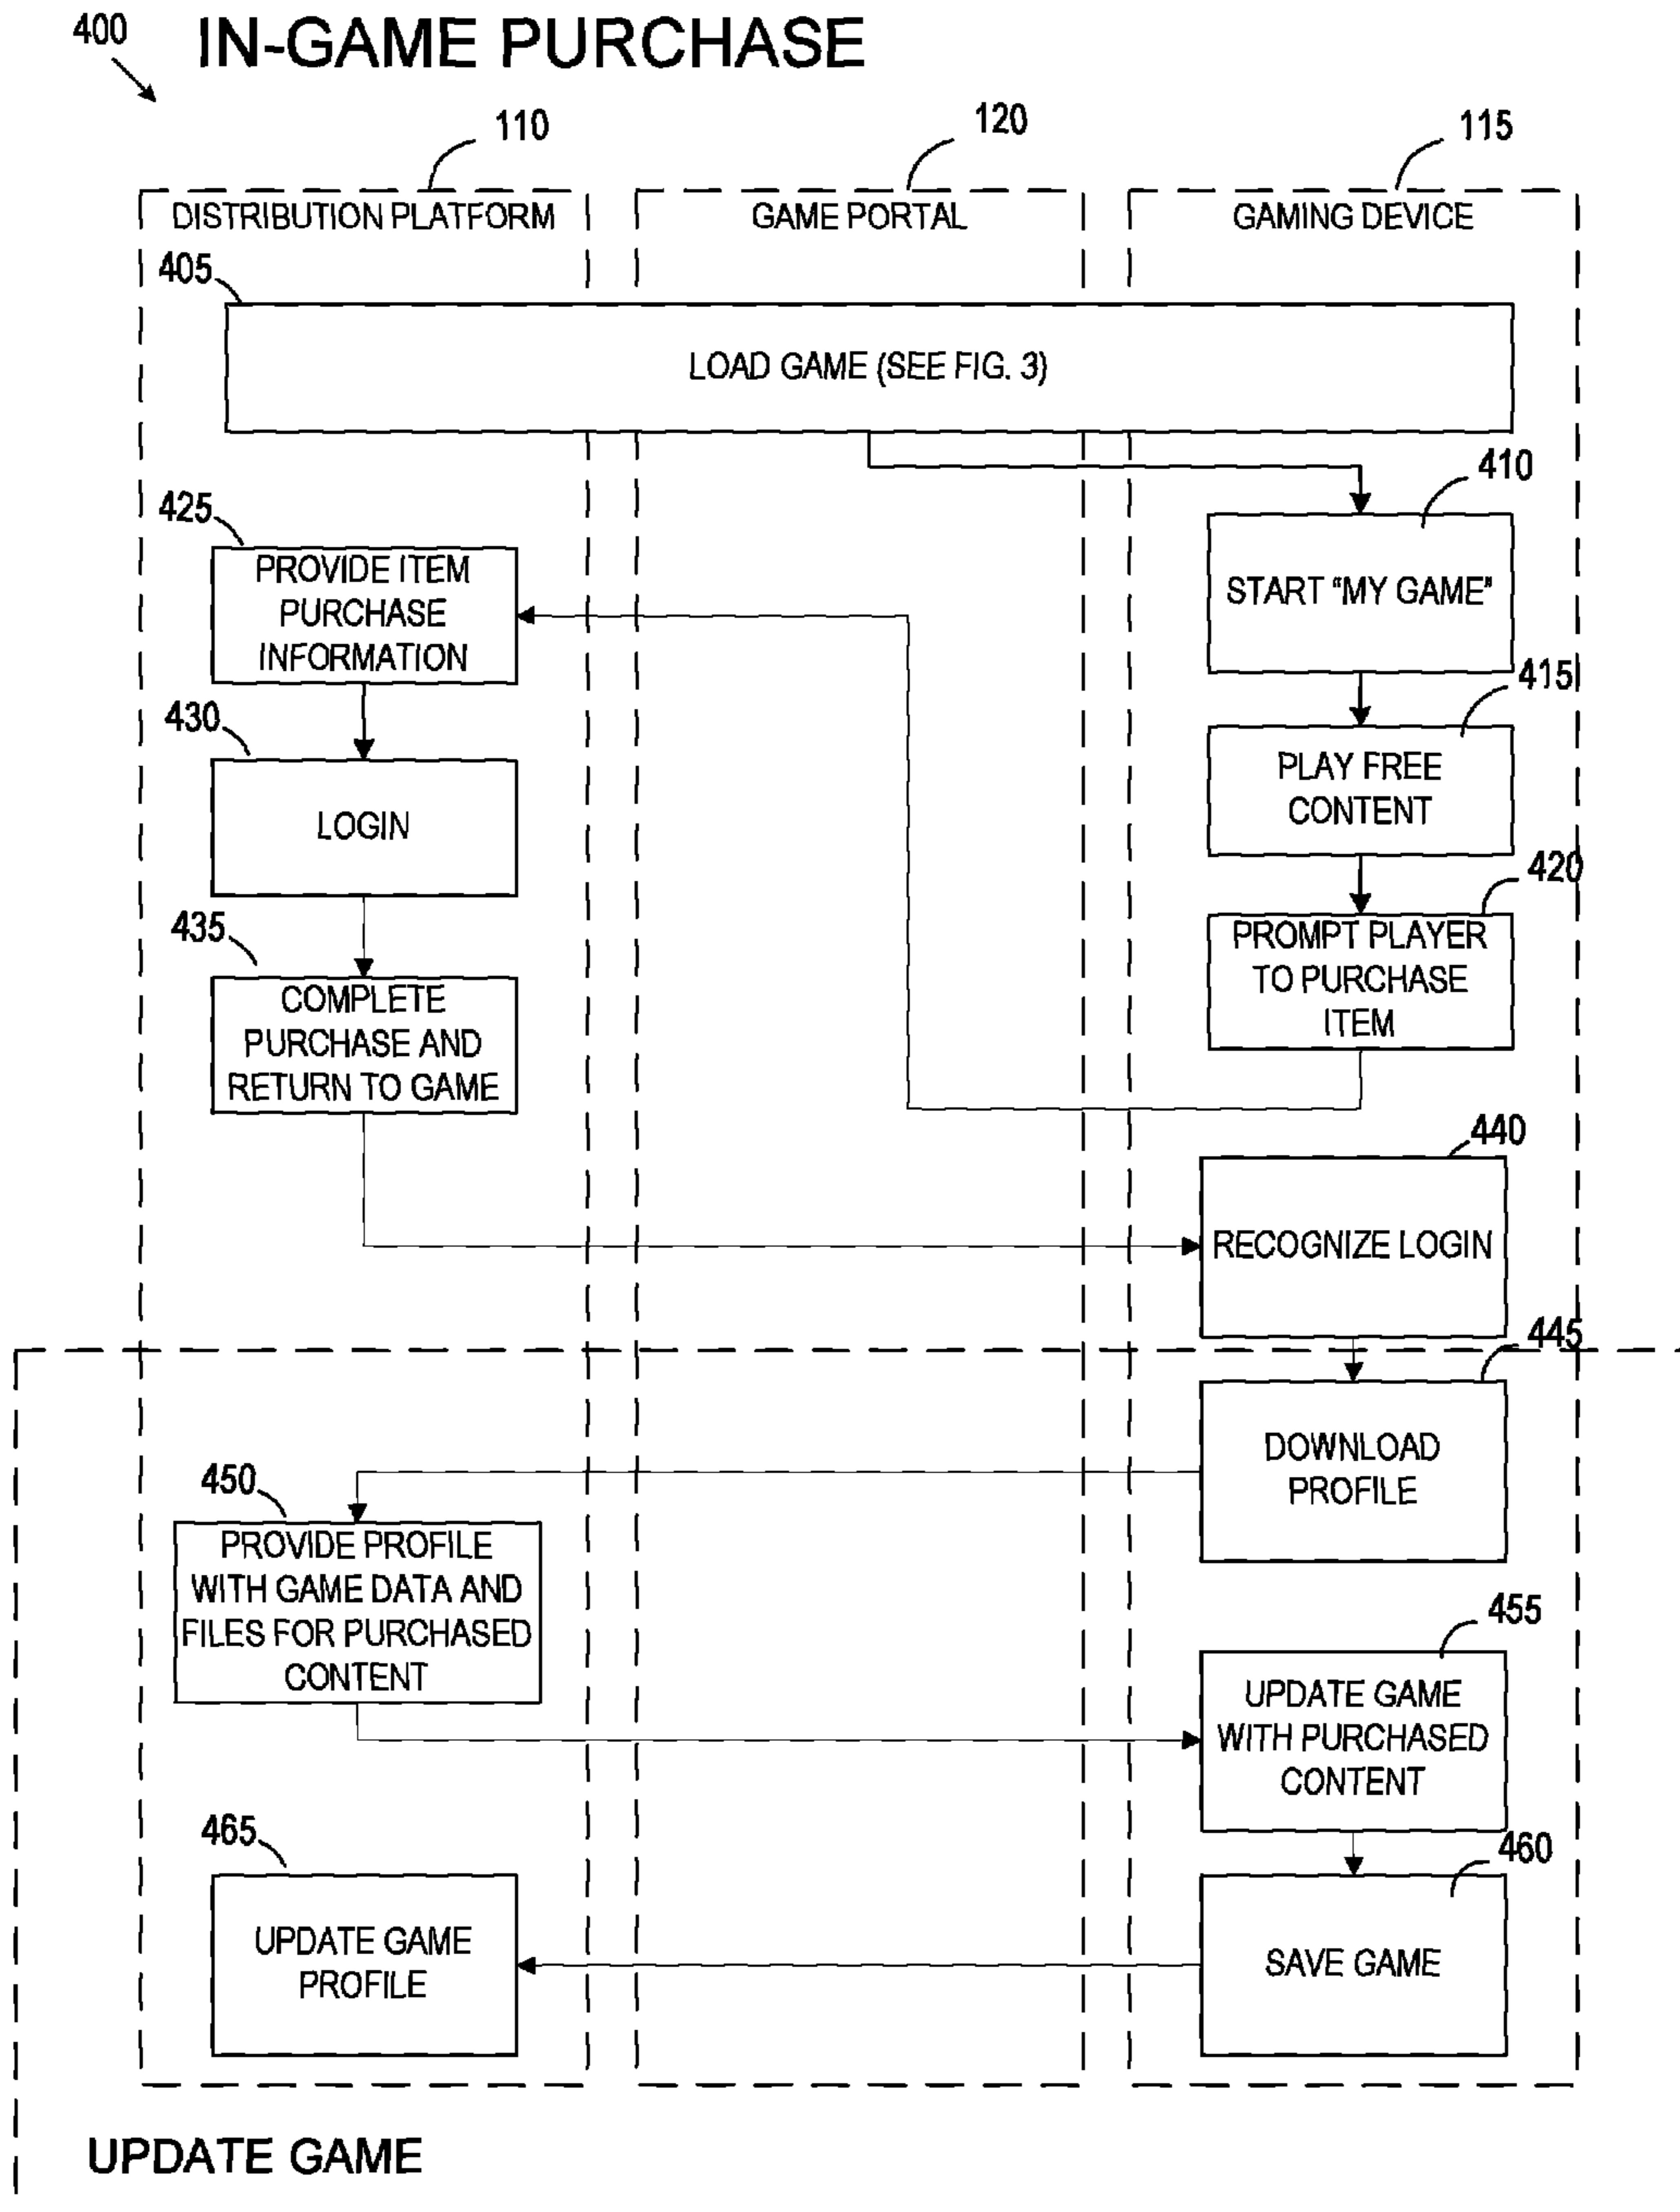 400
IN-GAME PURCHASE
110
120
115
DISTRIBUTION PLATFORM
GAME PORTAL
GAMING DEVICE
405
LOAD GAME (SEE FIG. 3)
410
START “MY GAME”
415
PLAY FREE
CONTENT
420
PROMPT PLAYER
TO PURCHASE
ITEM
425
PROVIDE ITEM
PURCHASE
INFORMATION
430
LOGIN
435
COMPLETE
PURCHASE AND
RETURN TO GAME
440
RECOGNIZE LOGIN
445
DOWNLOAD
PROFILE
450
PROVIDE PROFILE
WITH GAME DATA AND
FILES FOR PURCHASED
CONTENT
455
UPDATE GAME
WITH PURCHASED
CONTENT
460
SAVE GAME
465
UPDATE GAME
PROFILE
UPDATE GAME